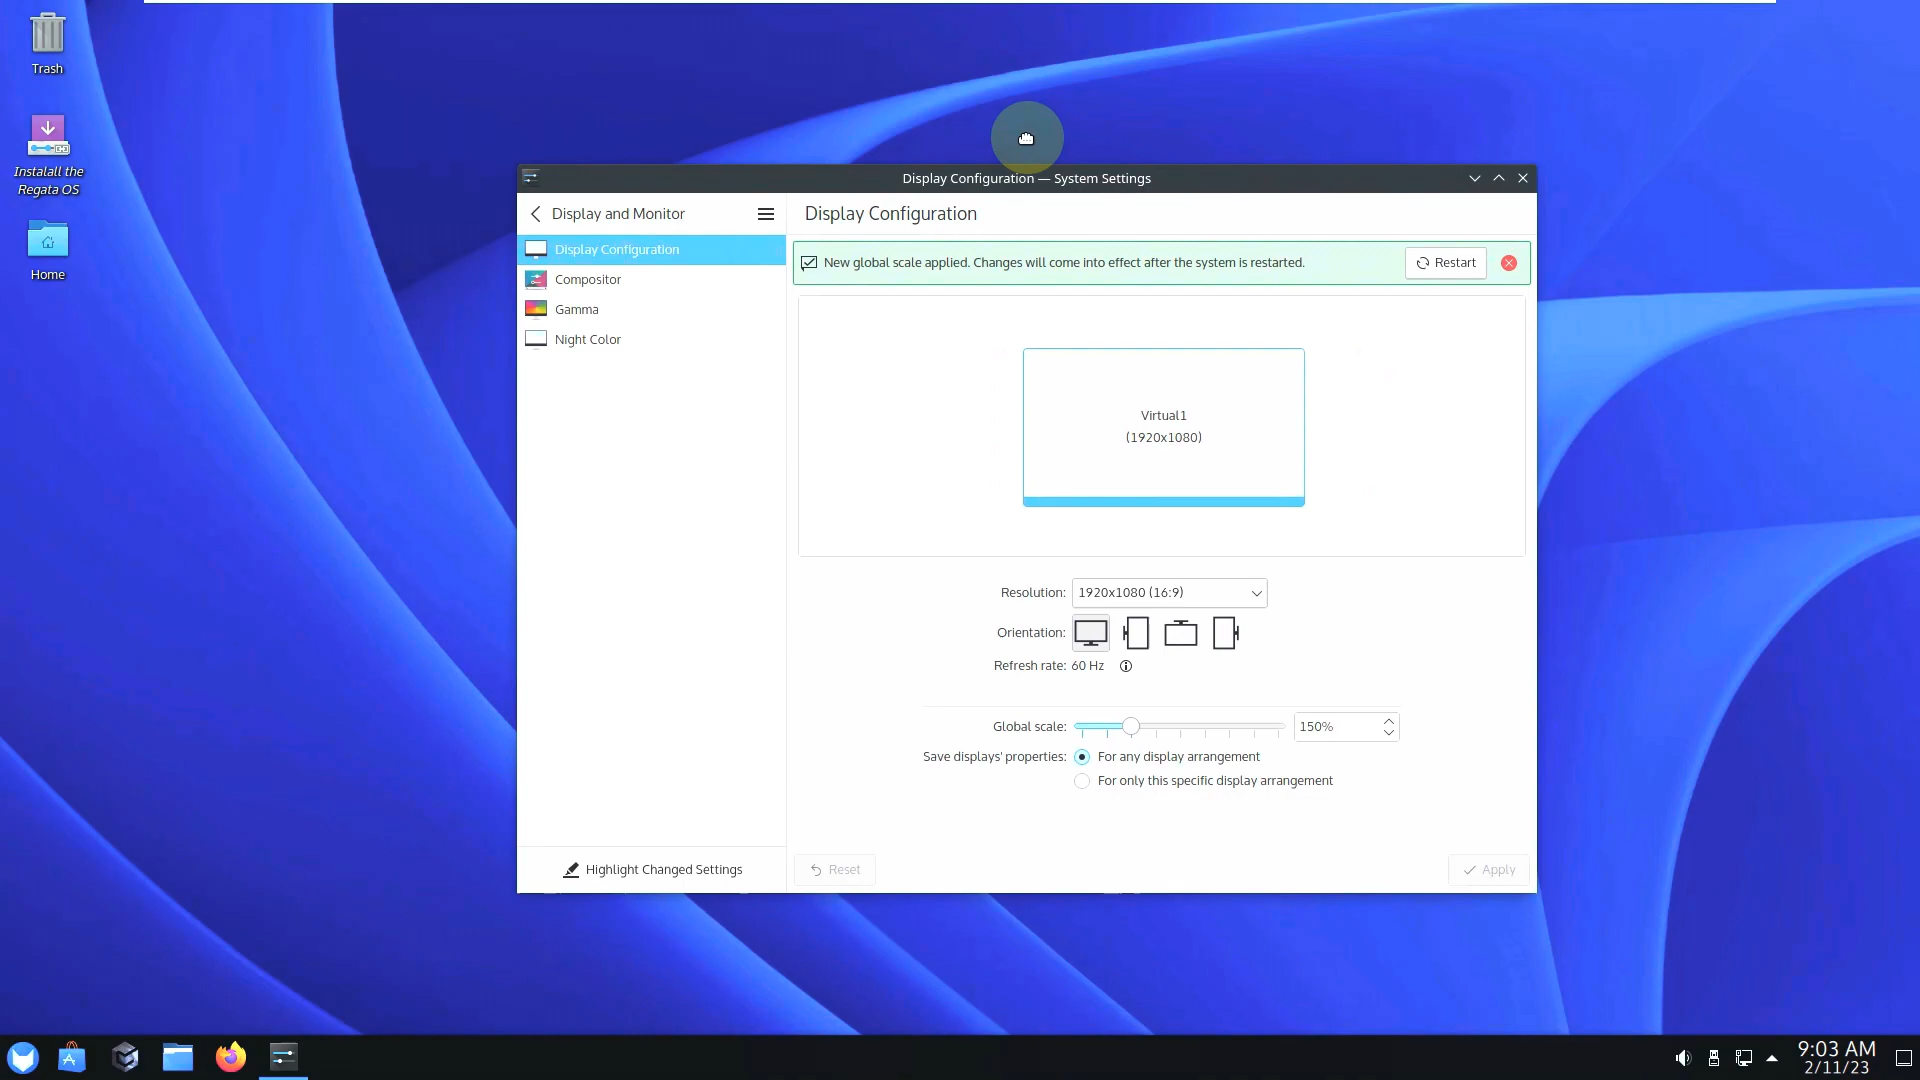 Trash
Instalall the
Regata OS
Home
Display Configuration — System Settings
Display and Monitor
Display Configuration
Compositor
Gamma
Night Color
Highlight Changed Settings
Display Configuration
New global scale applied. Changes will come into effect after the system is restarted.
Restart
Virtual1
(1920x1080)
Resolution: 1920x1080 (16:9)
Orientation:
Refresh rate: 60 Hz
Global scale: 150%
Save displays' properties: For any display arrangement
For only this specific display arrangement
Reset
Apply
9:03 AM
2/11/23